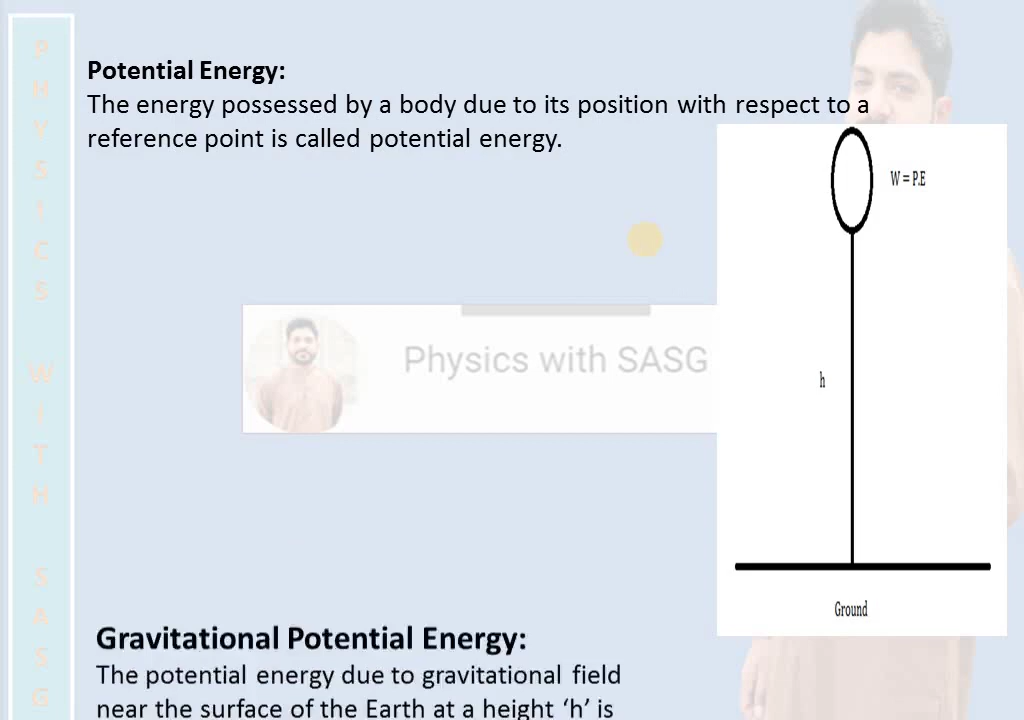 PHYSICS WITH SASG
Potential Energy:
The energy possessed by a body due to its position with respect to a
reference point is called potential energy.
W = P.E
Physics with SASG
h
Ground
Gravitational Potential Energy:
The potential energy due to gravitational field
near the surface of the Earth at a height ‘h’ is